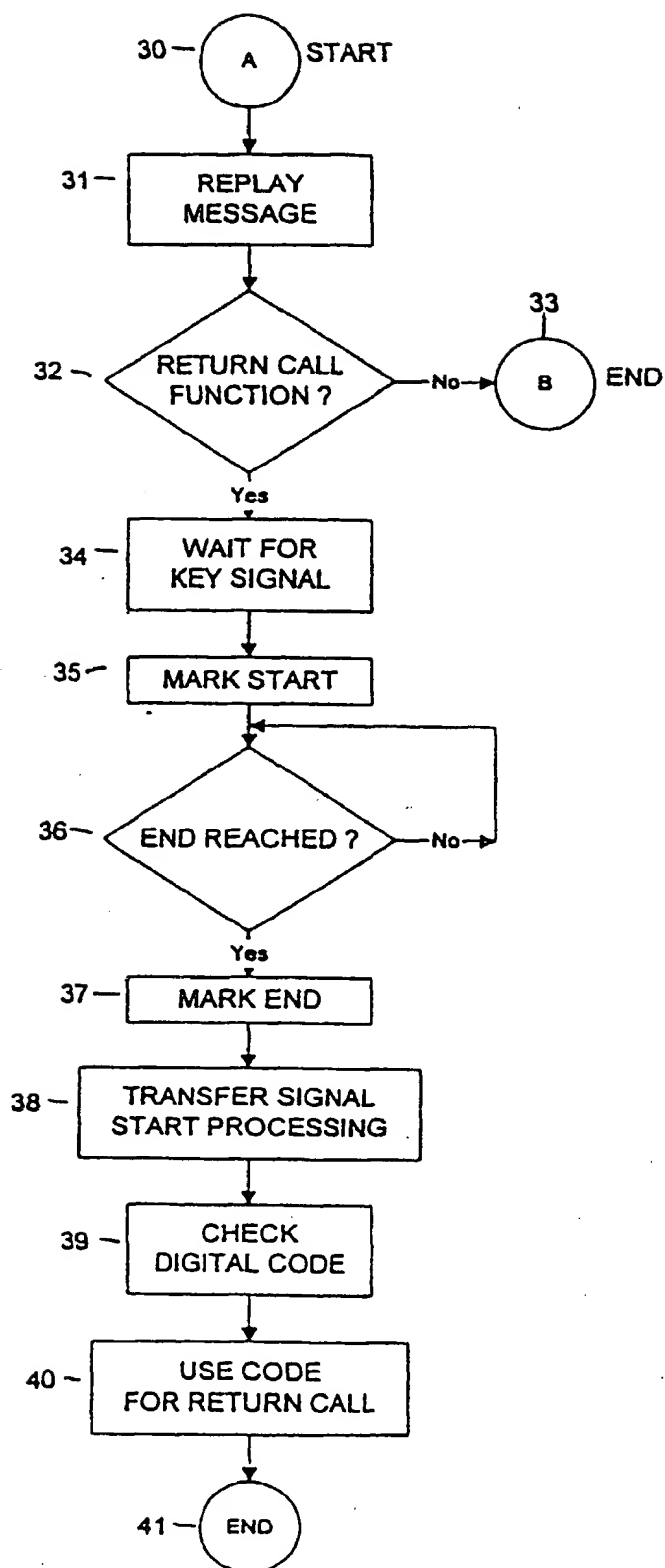 30
A
START
31
REPLAY
MESSAGE
33
32
RETURN CALL
FUNCTION ?
No
B
END
Yes
34
WAIT FOR
KEY SIGNAL
35
MARK START
36
END REACHED ?
No
Yes
37
MARK END
38
TRANSFER SIGNAL
START PROCESSING
39
CHECK
DIGITAL CODE
40
USE CODE
FOR RETURN CALL
41
END